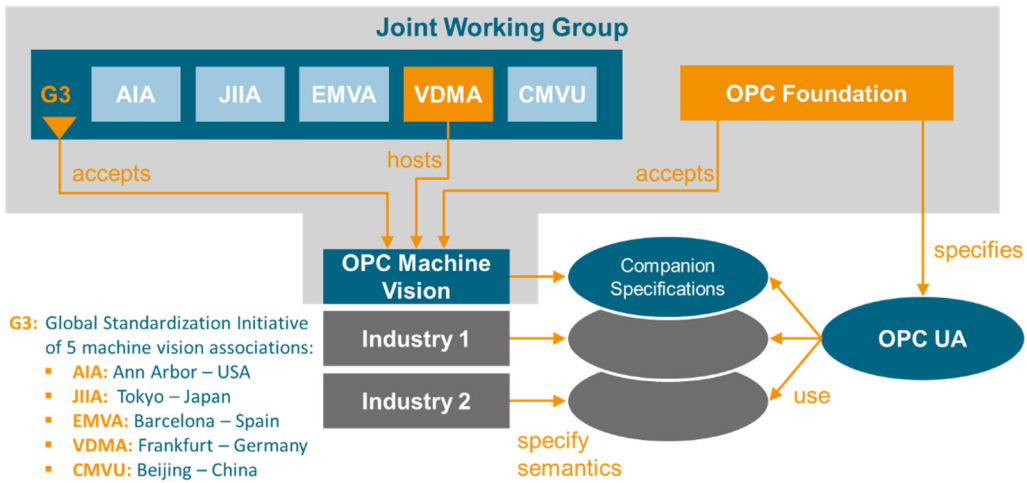 Joint Working Group
G3 AIA JIIA EMVA VDMA CMVU
OPC Foundation
accepts
hosts
accepts
specifies
OPC Machine
Vision
Companion
Specifications
OPC UA
Industry 1
Industry 2
use
specify
semantics
G3: Global Standardization Initiative
of 5 machine vision associations:
▪ AIA: Ann Arbor – USA
▪ JIIA: Tokyo – Japan
▪ EMVA: Barcelona – Spain
▪ VDMA: Frankfurt – Germany
▪ CMVU: Beijing – China